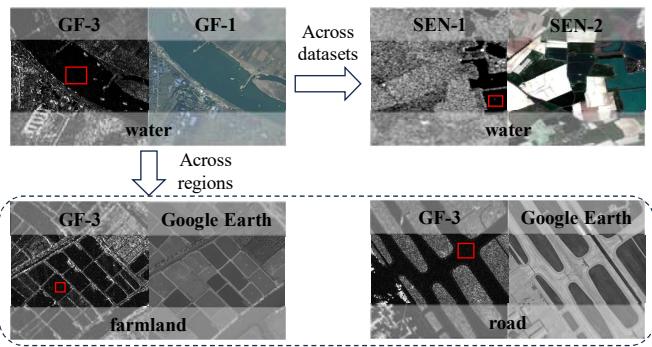 GF-3 GF-1
water
Across
datasets
SEN-1 SEN-2
water
Across
regions
GF-3 Google Earth
farmland
GF-3 Google Earth
road